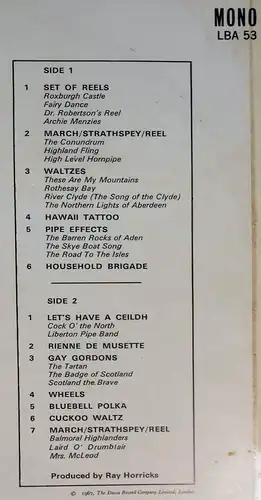 MONO
LBA 53
SIDE 1
1 SET OF REELS
Roxburgh Castle
Fairy Dance
Dr. Robertson's Reel
Archie Menzies
2 MARCH/STRATHSPEY/REEL
The Conundrum
Highland Fling
High Level Hornpipe
3 WALTZES
These Are My Mountains
Rothesay Bay
River Clyde (The Song of the Clyde)
The Northern Lights of Aberdeen
4 HAWAII TATTOO
5 PIPE EFFECTS
The Barren Rocks of Aden
The Skye Boat Song
The Road To The Isles
6 HOUSEHOLD BRIGADE
SIDE 2
1 LET'S HAVE A CEILDH
Cock O' the North
Liberton Pipe Band
2 RIENNE DE MUSETTE
3 GAY GORDONS
The Tartan
The Badge of Scotland
Scotland the Brave
4 WHEELS
5 BLUEBELL POLKA
6 CUCKOO WALTZ
7 MARCH/STRATHSPEY/REEL
Balmoral Highlanders
Laird O' Drumblair
Mrs. McLeod
Produced by Ray Horricks
© 1967, The Decca Record Company Limited, London